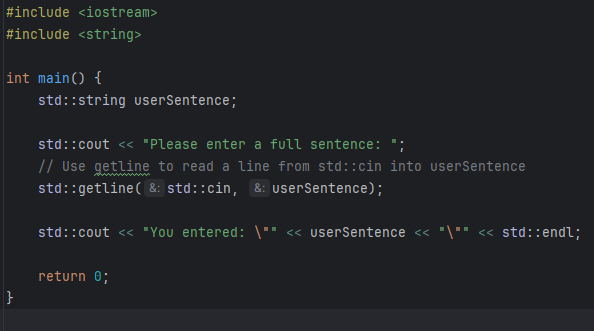 #include <iostream>
#include <string>
int main() {
std::string userSentence;
std::cout << "Please enter a full sentence: ";
// Use getline to read a line from std::cin into userSentence
std::getline( &: std::cin, &: userSentence);
std::cout << "You entered: \"" << userSentence << "\"" << std::endl;
return 0;
}